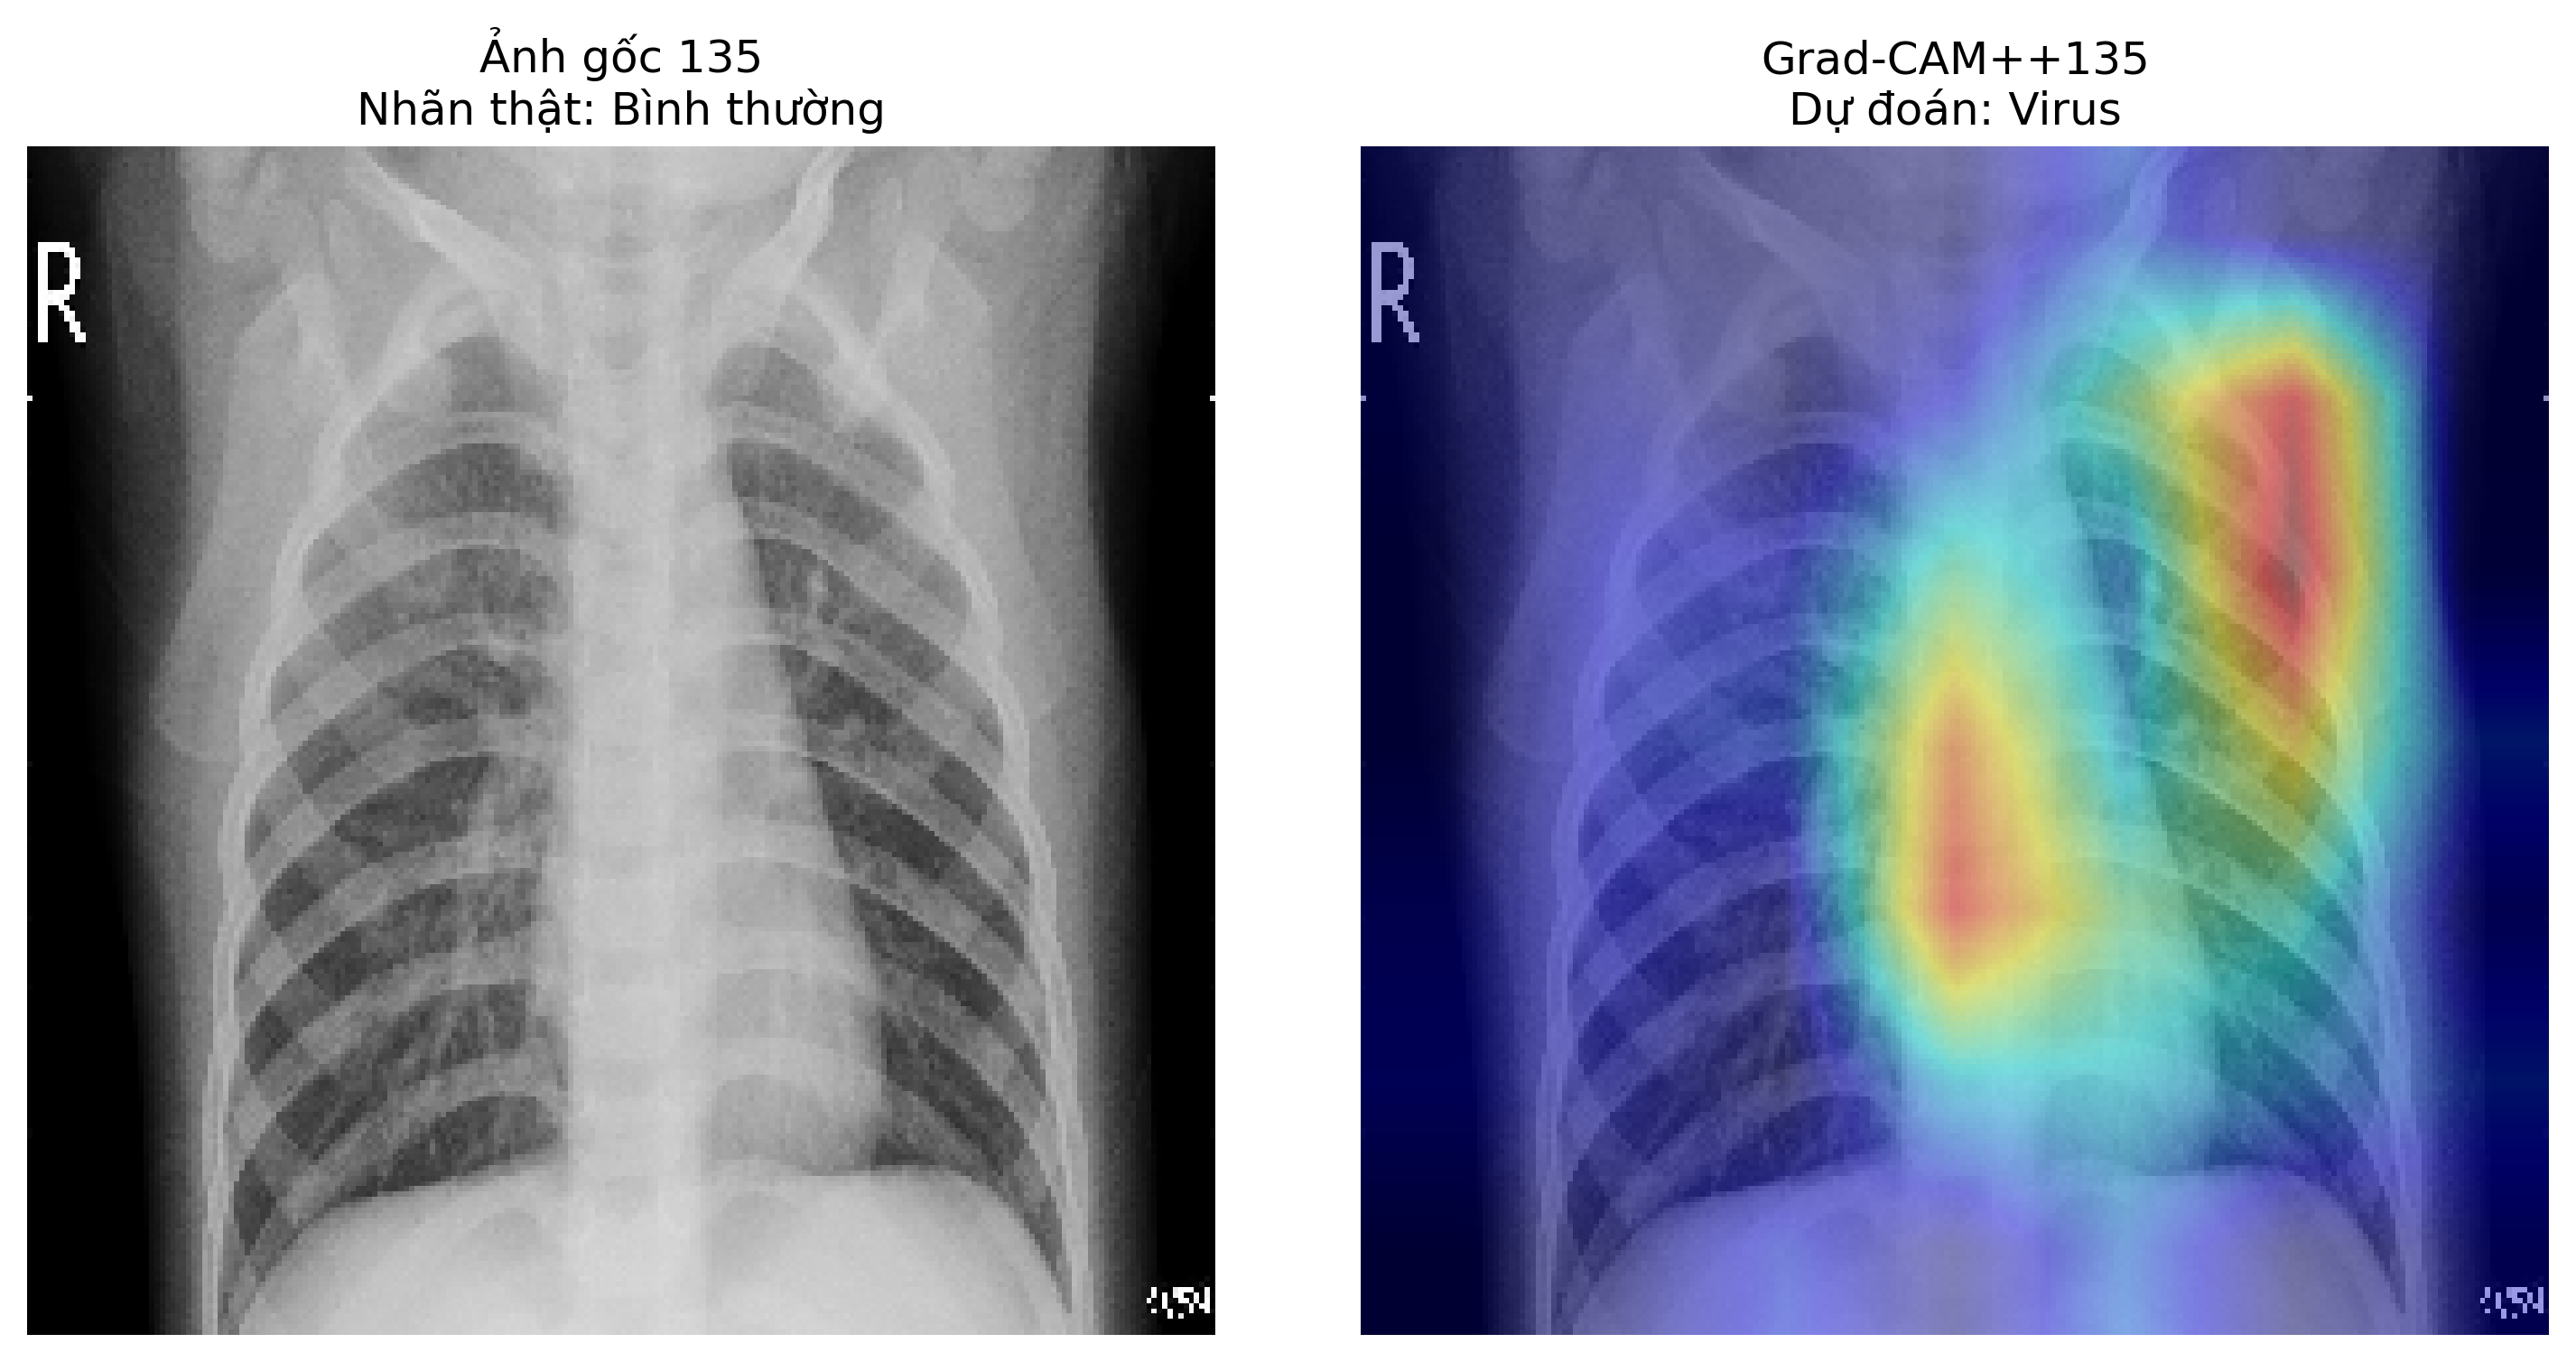 Ảnh gốc 135
Nhãn thật: Bình thường
Grad-CAM++135
Dự đoán: Virus
R
R